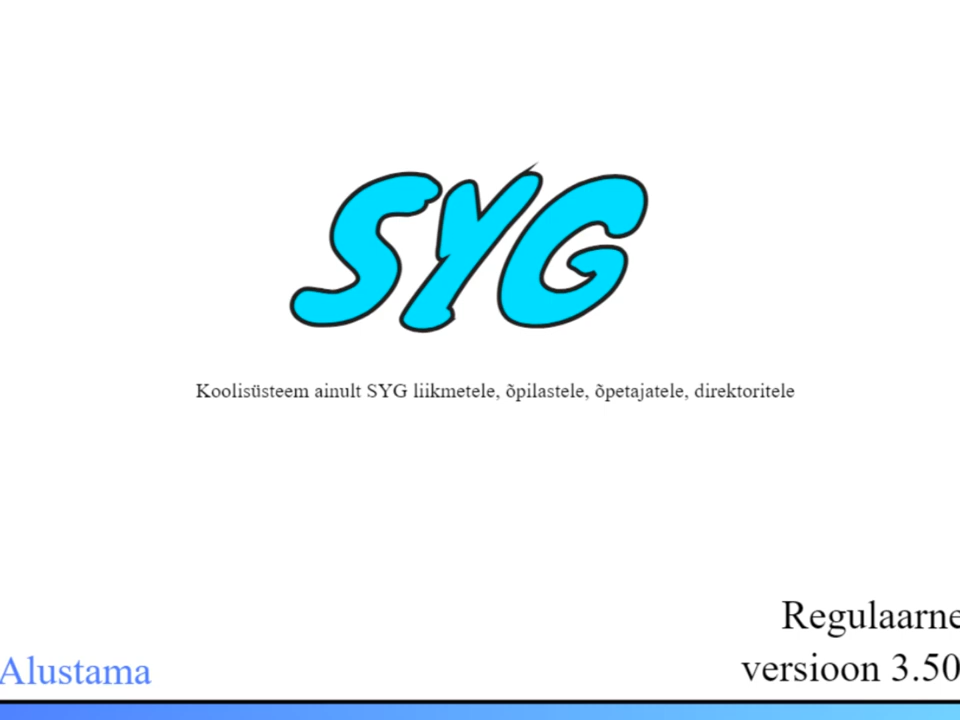 SYG
Koolisüsteem ainult SYG liikmetele, õpilastele, õpetajatele, direktoritele
Regulaarne
versioon 3.50
Alustama